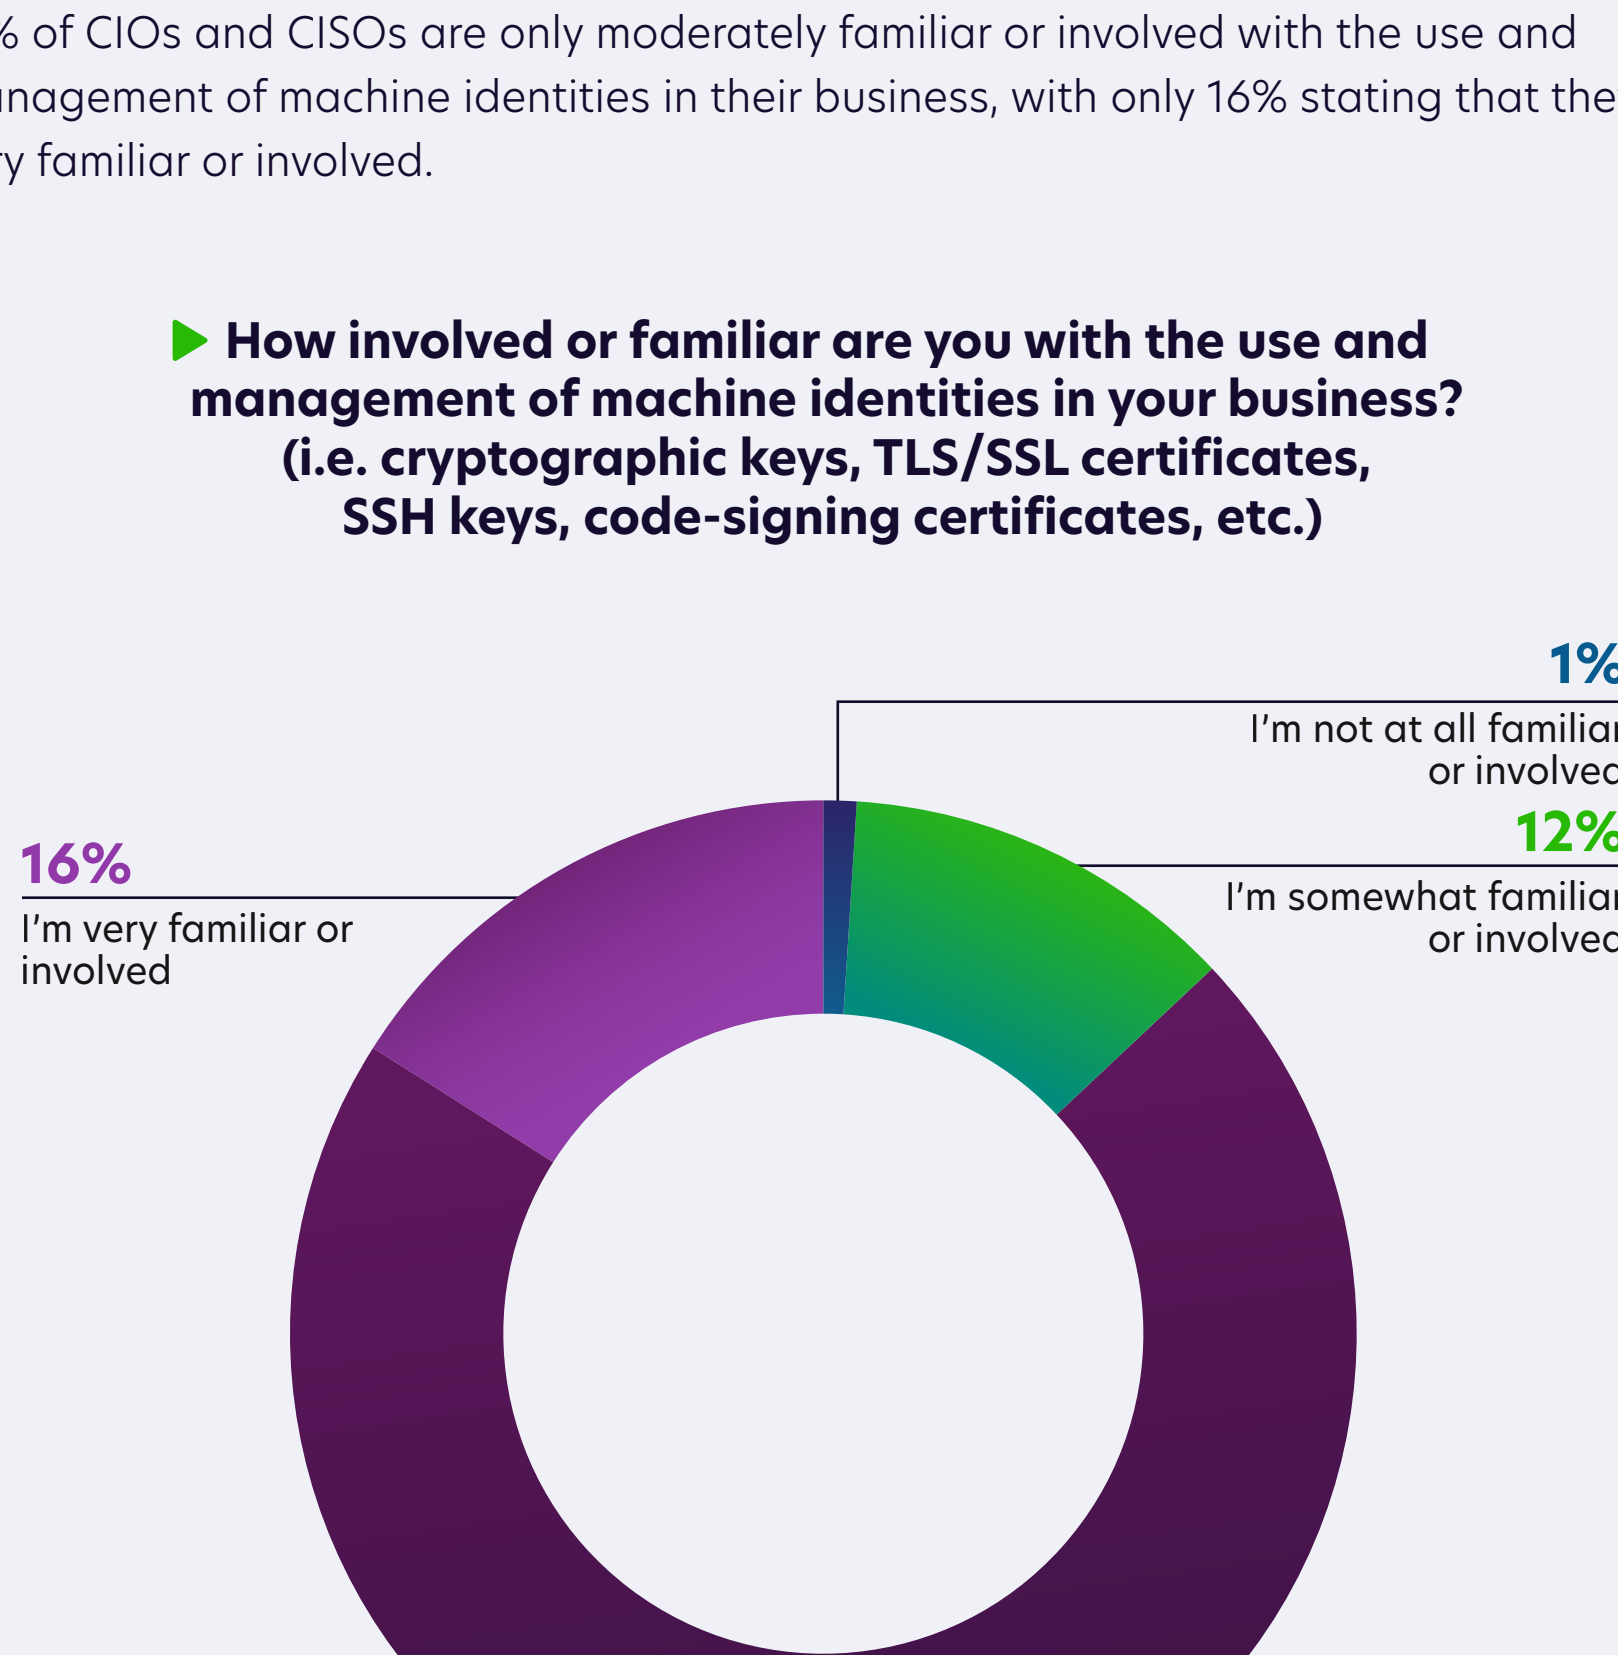 % of CIOs and CISOs are only moderately familiar or involved with the use and
of machine identities in their business, with only 16% stating that
familiar or involved.
How involved or familiar are you with the use and
management of machine identities in your business?
(i.e. cryptographic keys, TLS/SSL certificates,
SSH keys, code-signing certificates, etc.)
1%
I'm not at all familiar
or involved
12%
I'm somewhat familiar
or involved
16%
I'm very familiar or
involved